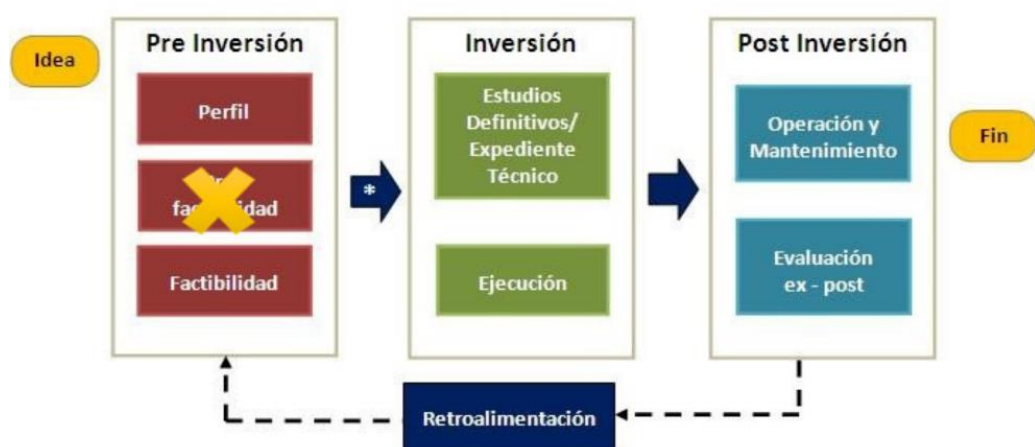 Idea
Pre Inversión
Perfil
Factibilidad
*
Inversión
Estudios
Definitivos/
Expediente
Técnico
Ejecución
Post Inversión
Operación y
Mantenimiento
Evaluación
ex - post
Fin
Retroalimentación